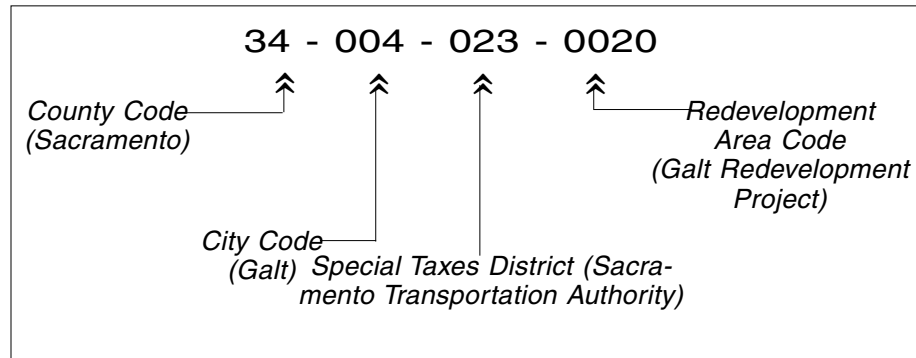 34 - 004 - 023 - 0020
County Code
(Sacramento)
Redevelopment
Area Code
(Galt Redevelopment
Project)
City Code
(Galt)
Special Taxes District (Sacra-
mento Transportation Authority)